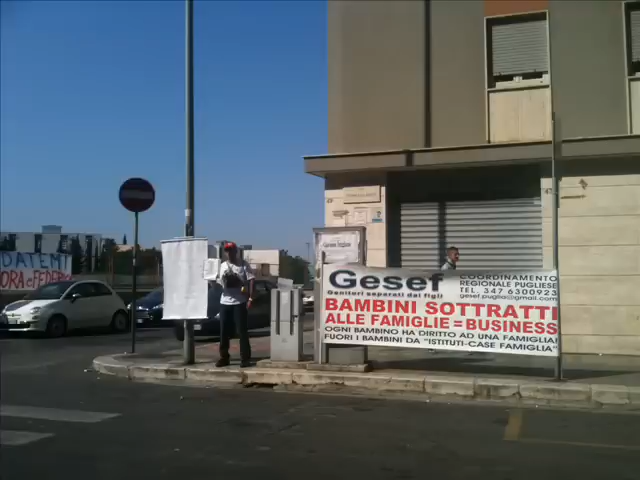 DATEMI
ORA e FEDERICO
Gesef
Genitori separati dai figli
COORDINAMENTO
REGIONALE PUGLIESE
TEL. 347 6300923
gesef.puglia@gmail.com
BAMBINI SOTTRATTI
ALLE FAMIGLIE = BUSINESS
OGNI BAMBINO HA DIRITTO AD UNA FAMIGLIA!
FUORI I BAMBINI DA "ISTITUTI-CASE FAMIGLIA"